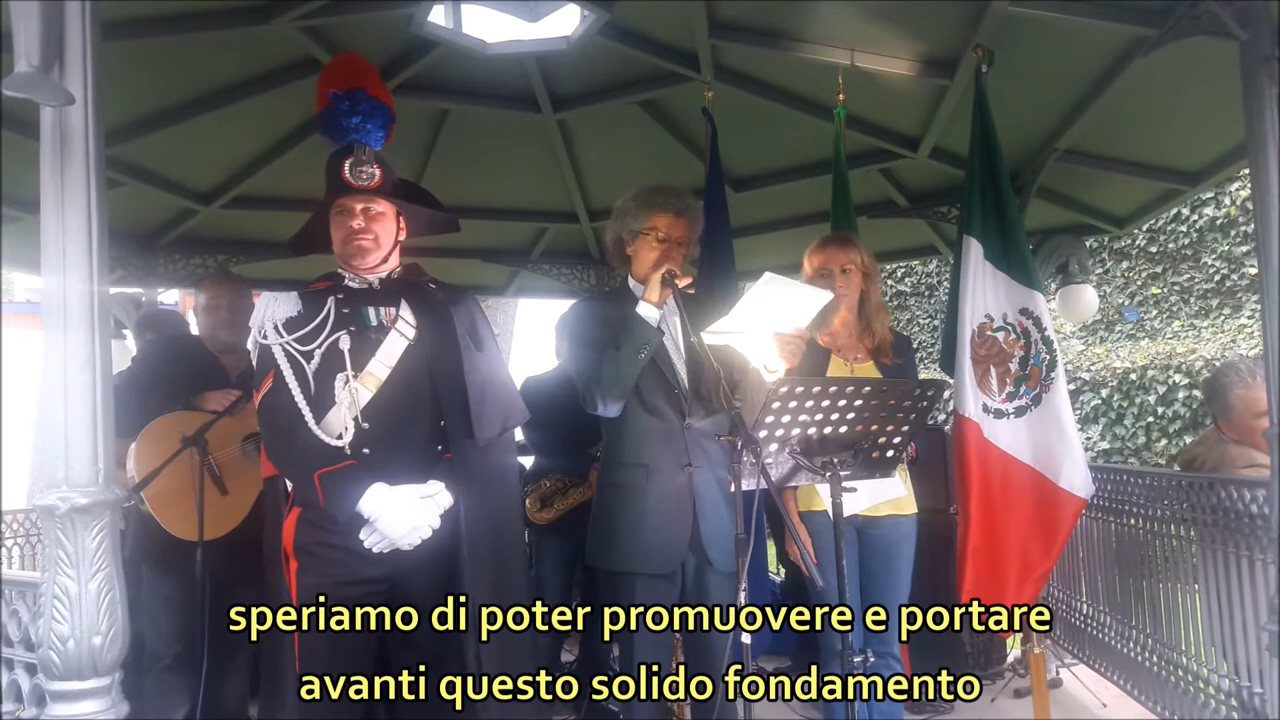 speriamo di poter promuovere e portare
avanti questo solido fondamento